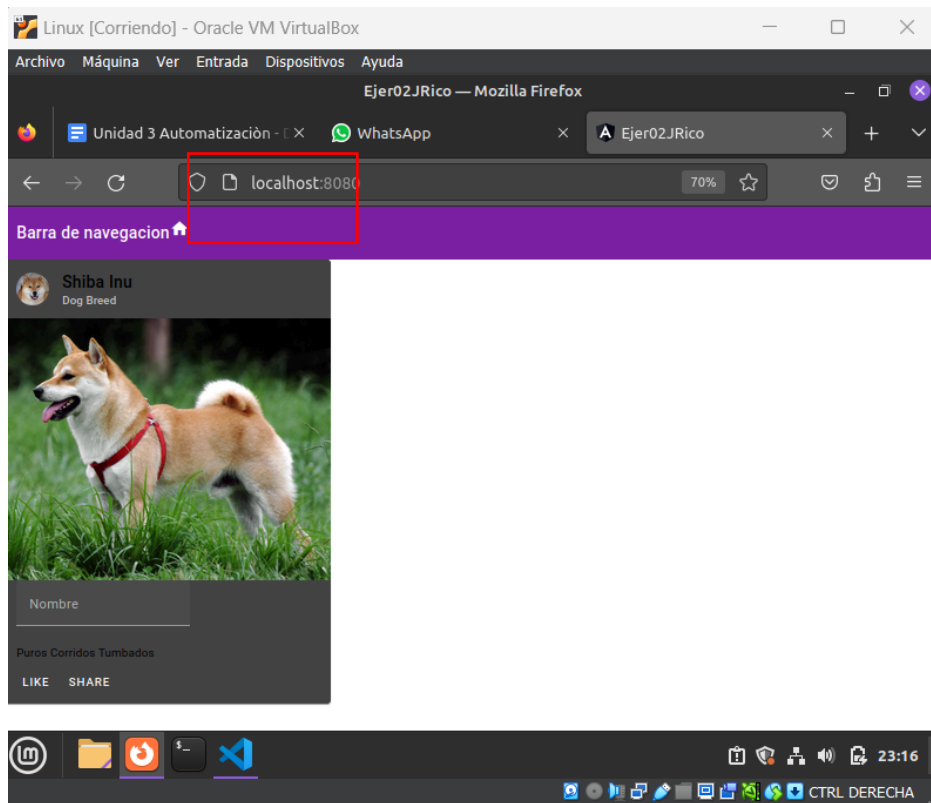 Linux [Corriendo] - Oracle VM VirtualBox
Archivo Máquina Ver Entrada Dispositivos Ayuda
Ejer02JRico — Mozilla Firefox
Unidad 3 Automatizaciòn - D
WhatsApp
Ejer02JRico
localhost:8080
70%
Barra de navegacion
Shiba Inu
Dog Breed
Nombre
Puros Corridos Tumbados
LIKE SHARE
23:16
CTRL DERECHA